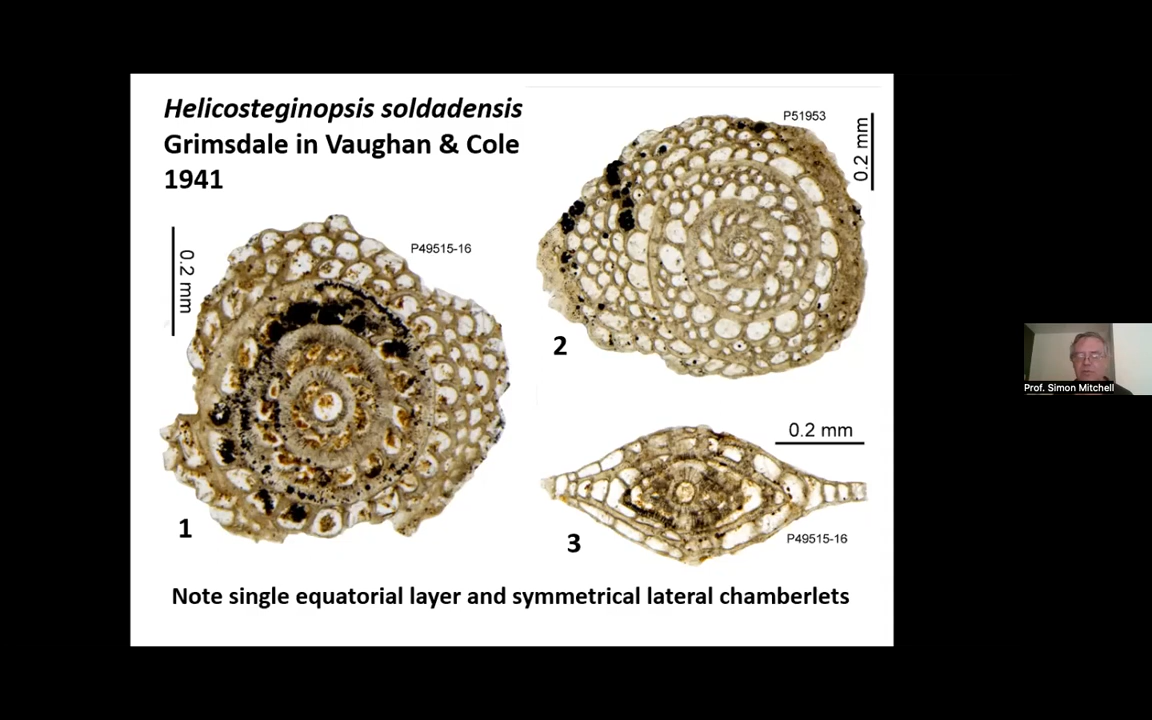 Helicosteginopsis soldadensis
Grimsdale in Vaughan & Cole
1941
P49515-16
0.2 mm
1
P51953
0.2 mm
2
0.2 mm
P49515-16
3
Note single equatorial layer and symmetrical lateral chamberlets
Prof. Simon Mitchell